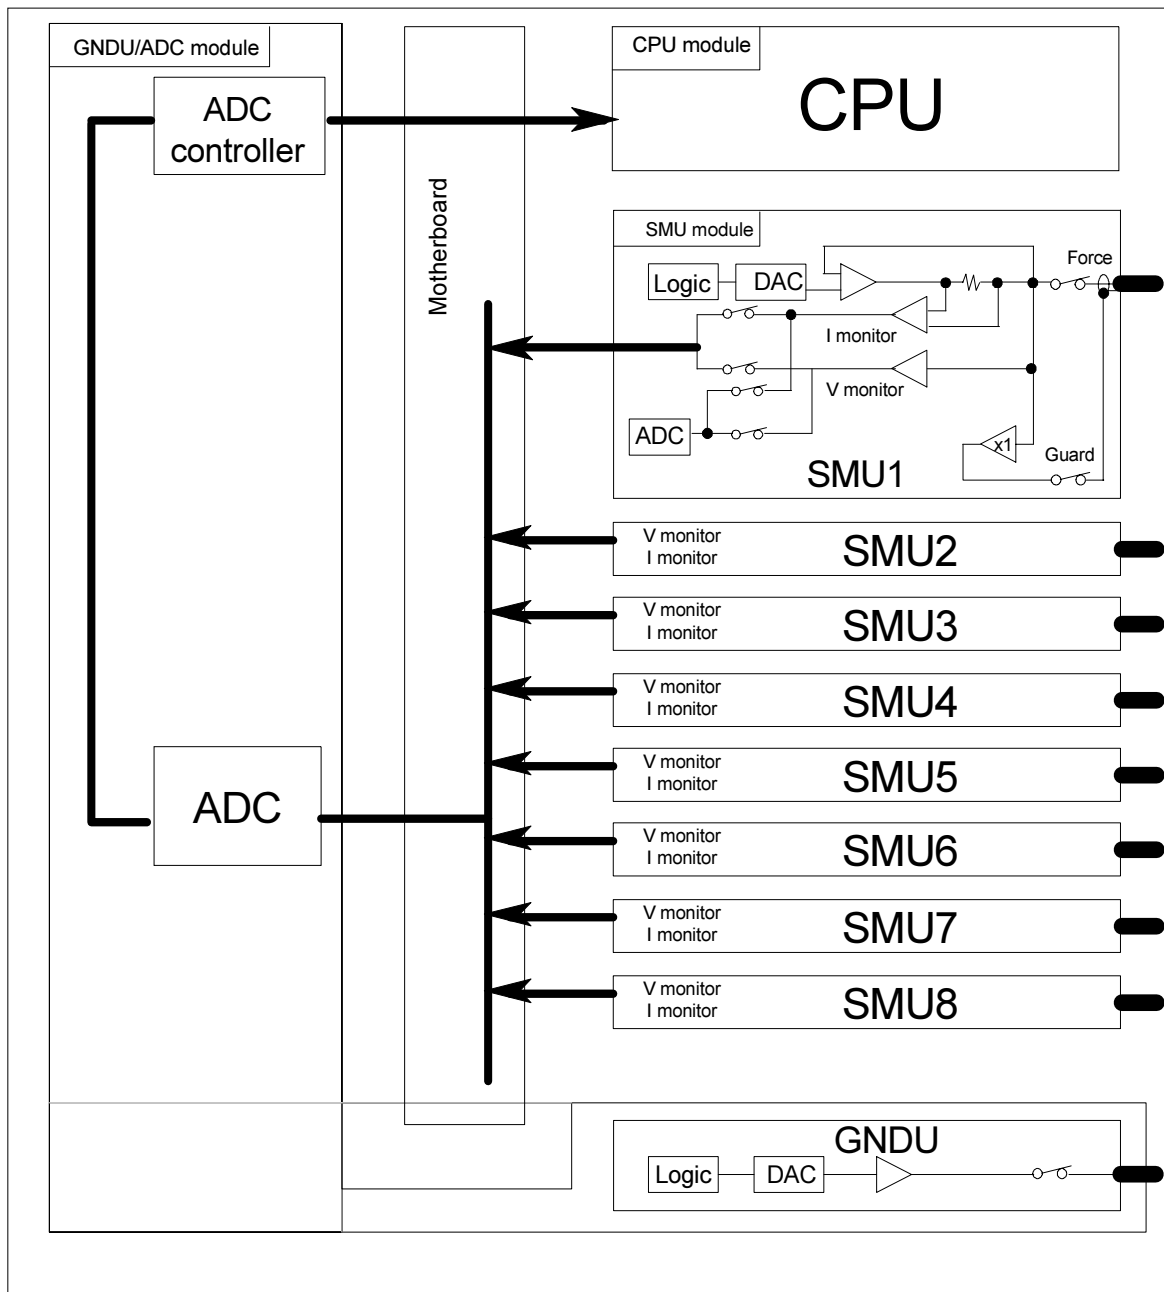 GNDU/ADC module
ADC
controller
Motherboard
CPU module
CPU
SMU module
Logic
DAC
Force
I monitor
V monitor
ADC
x1
Guard
SMU1
V monitor
I monitor
SMU2
V monitor
I monitor
SMU3
V monitor
I monitor
SMU4
V monitor
I monitor
SMU5
ADC
V monitor
I monitor
SMU6
V monitor
I monitor
SMU7
V monitor
I monitor
SMU8
GNDU
Logic
DAC